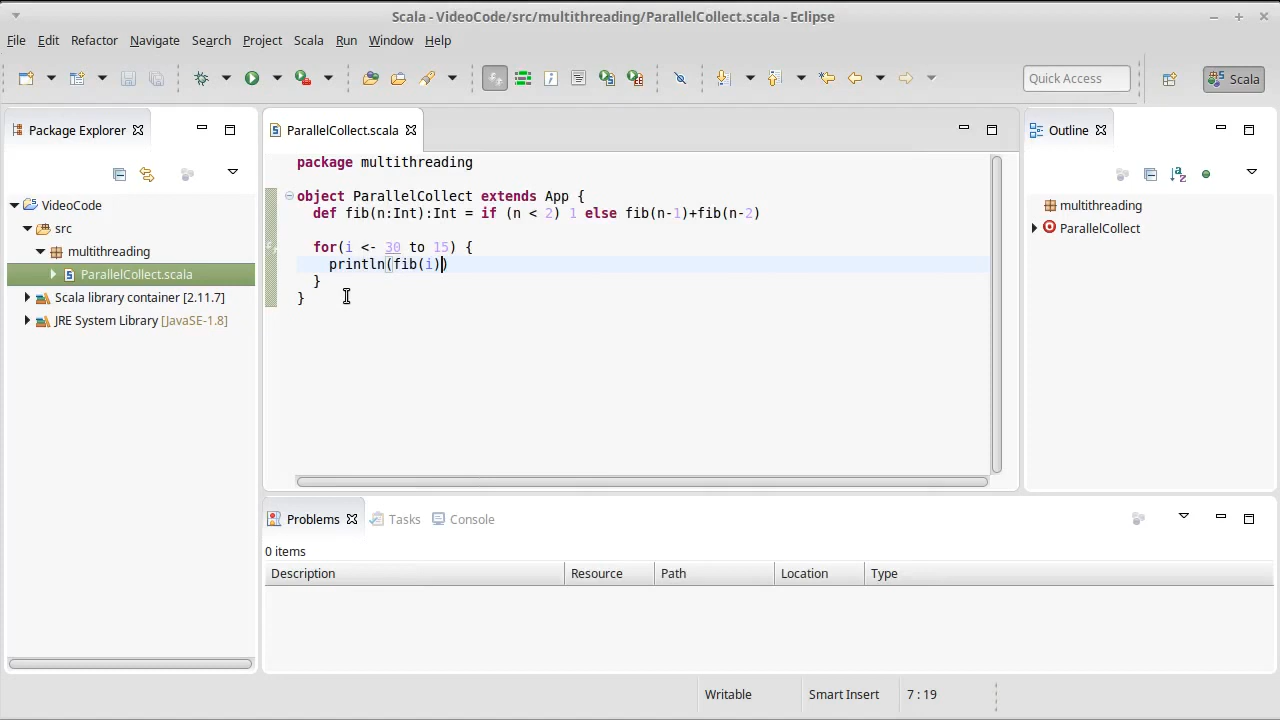 Scala - VideoCode/src/multithreading/ParallelCollect.scala - Eclipse
File Edit Refactor Navigate Search Project Scala Run Window Help
Quick Access
Scala
Package Explorer
VideoCode
src
multithreading
ParallelCollect.scala
Scala library container [2.11.7]
JRE System Library [JavaSE-1.8]
ParallelCollect.scala
package multithreading
object ParallelCollect extends App {
def fib(n:Int):Int = if (n < 2) 1 else fib(n-1)+fib(n-2)
for(i <- 30 to 15) {
println(fib(i))
}
}
Outline
multithreading
ParallelCollect
Problems Tasks Console
0 items
Description Resource Path Location Type
Writable Smart Insert 7 : 19